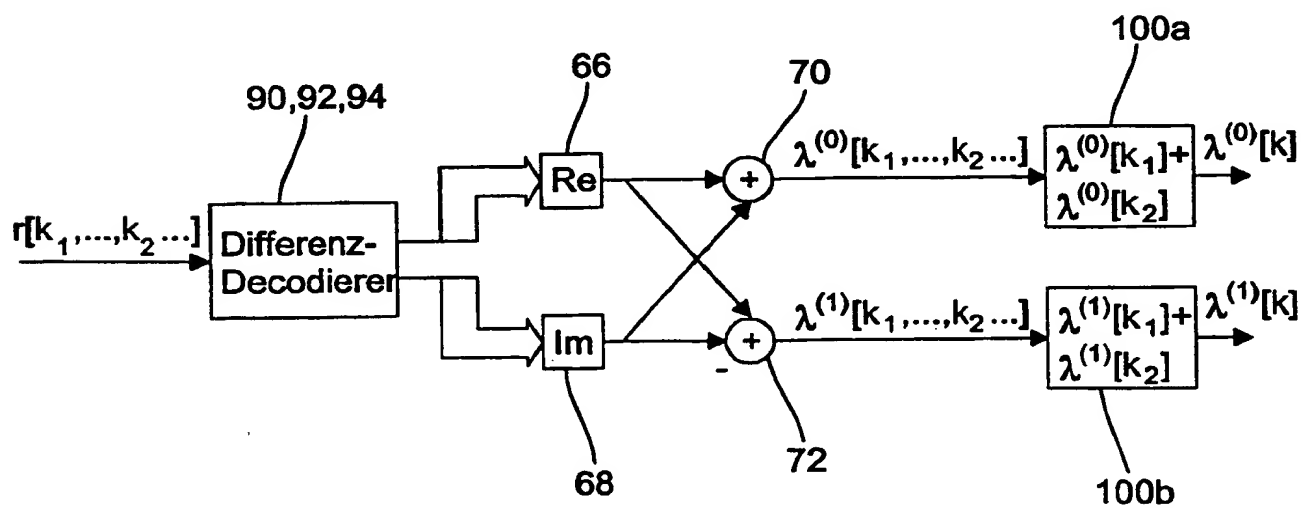 100a
66
70
90,92,94
λ^(0)[k_1,...,k_2 ...]
λ^(0)[k_1]+
λ^(0)[k_2]
λ^(0)[k]
Re
+
r[k_1,...,k_2 ...]
Differenz-
Decodierer
λ^(1)[k_1,...,k_2 ...]
λ^(1)[k_1]+
λ^(1)[k_2]
λ^(1)[k]
Im
+
-
72
68
100b